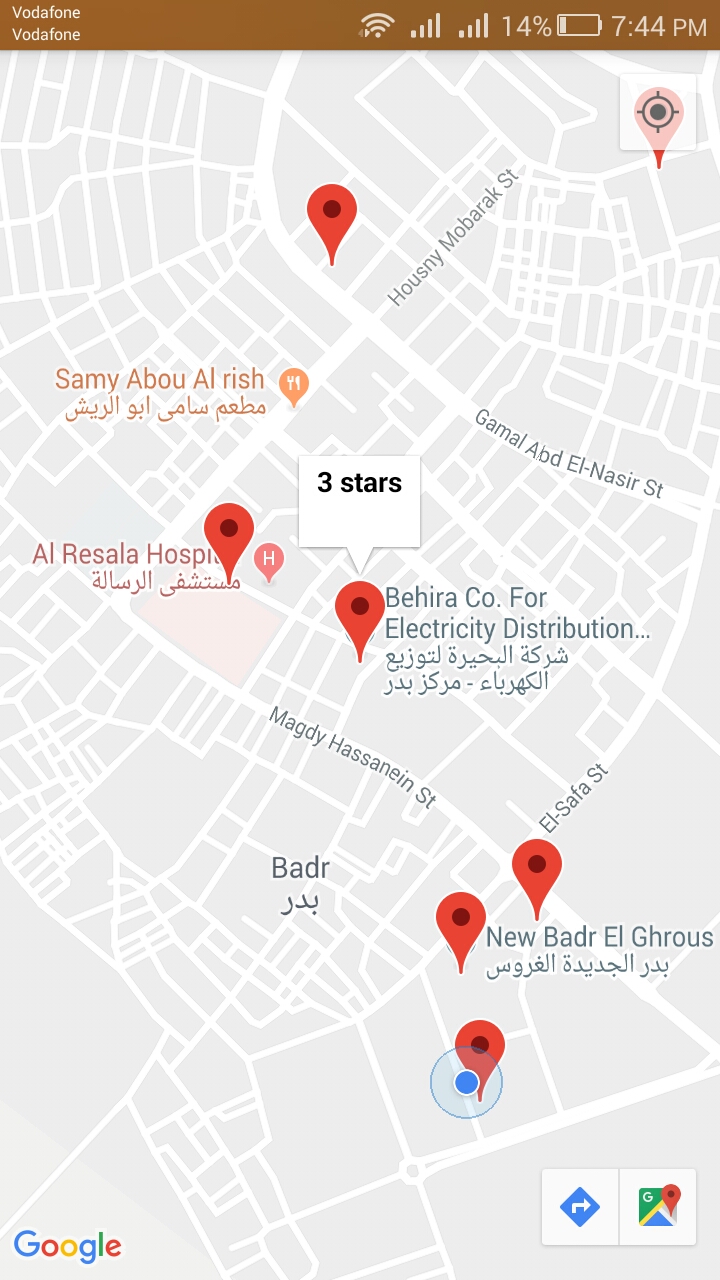 Vodafone
Vodafone
14%
7:44 PM
Housny Mobarak St
Samy Abou Al rish
مطعم سامى ابو الريش
Gamal Abd El-Nasir St
3 stars
Al Resala Hospi
H
مستشفى الرسالة
Behira Co. For
Electricity Distribution...
شركة البحيرة لتوزيع
الكهرباء - مركز بدر
Magdy Hassanein St
El-Safa St
Badr
بدر
New Badr El Ghrous
بدر الجديدة الغروس
G
Google